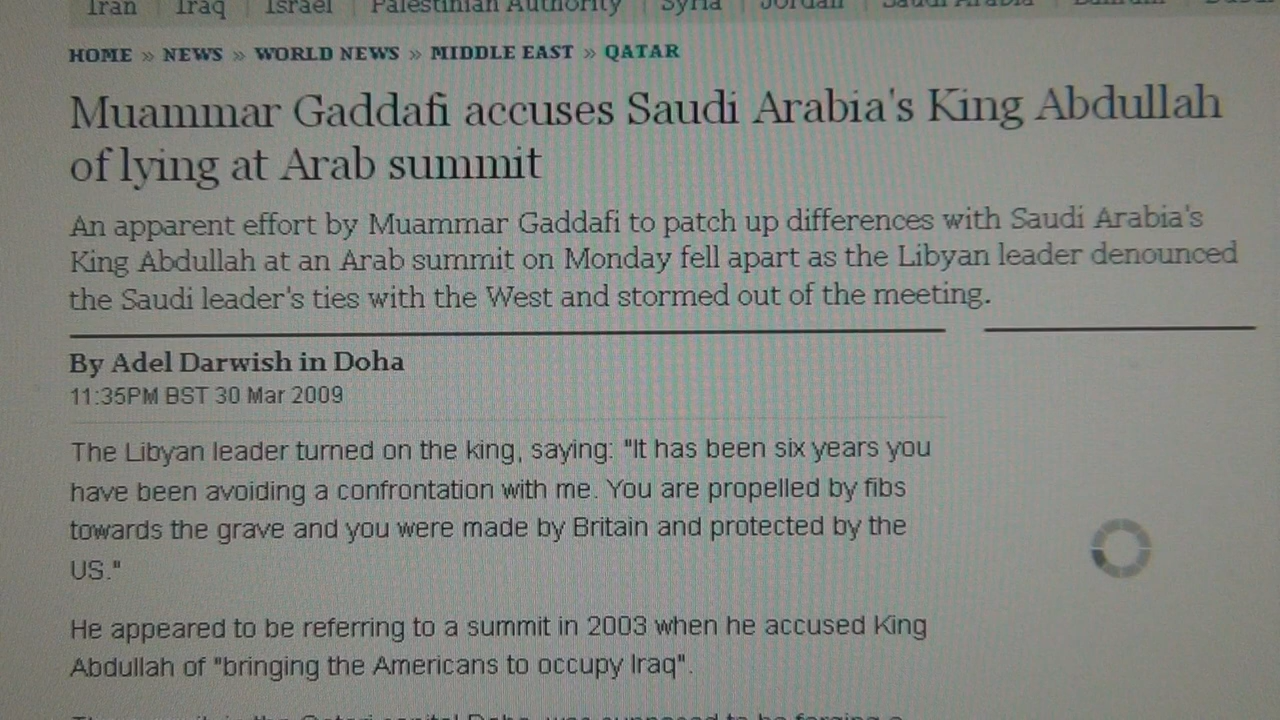 Iran | Iraq | Israel | Palestinian Authority | Syria | Jordan | Saudi Arabia | Bahrain |
HOME » NEWS » WORLD NEWS » MIDDLE EAST » QATAR
Muammar Gaddafi accuses Saudi Arabia's King Abdullah
of lying at Arab summit
An apparent effort by Muammar Gaddafi to patch up differences with Saudi Arabia's
King Abdullah at an Arab summit on Monday fell apart as the Libyan leader denounced
the Saudi leader's ties with the West and stormed out of the meeting.
By Adel Darwish in Doha
11:35PM BST 30 Mar 2009
The Libyan leader turned on the king, saying: "It has been six years you
have been avoiding a confrontation with me. You are propelled by fibs
towards the grave and you were made by Britain and protected by the
US."
He appeared to be referring to a summit in 2003 when he accused King
Abdullah of "bringing the Americans to occupy Iraq".